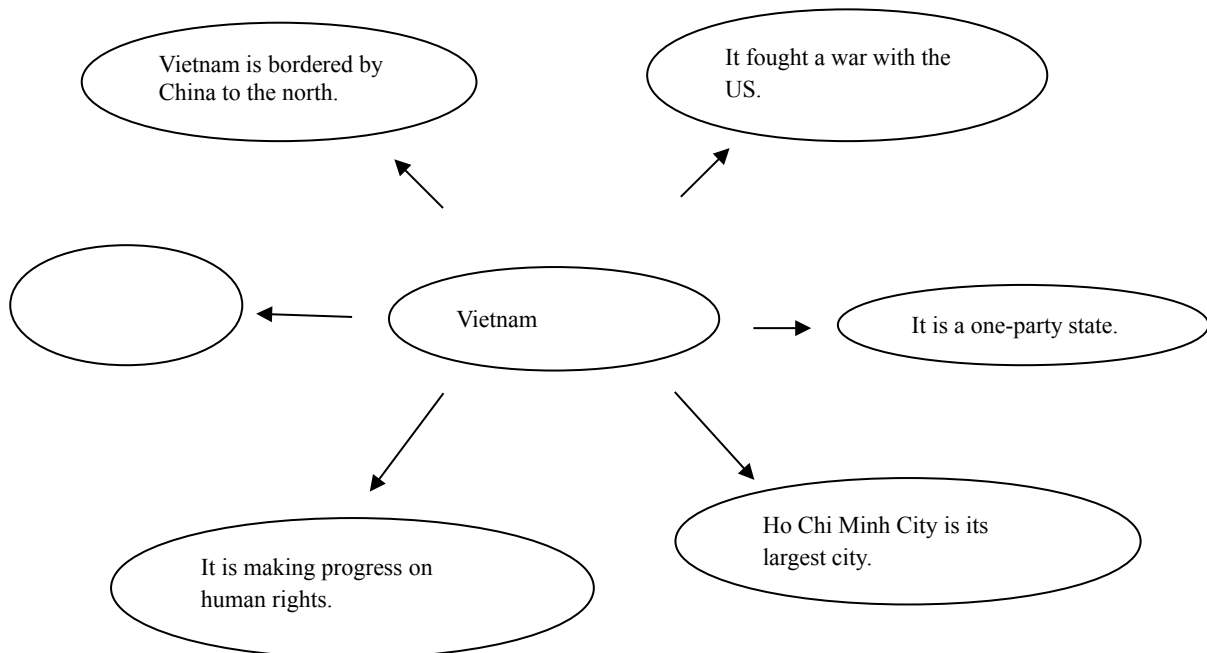 Vietnam is bordered by
China to the north.
It fought a war with the
US.
Vietnam
It is a one-party state.
Ho Chi Minh City is its
largest city.
It is making progress on
human rights.